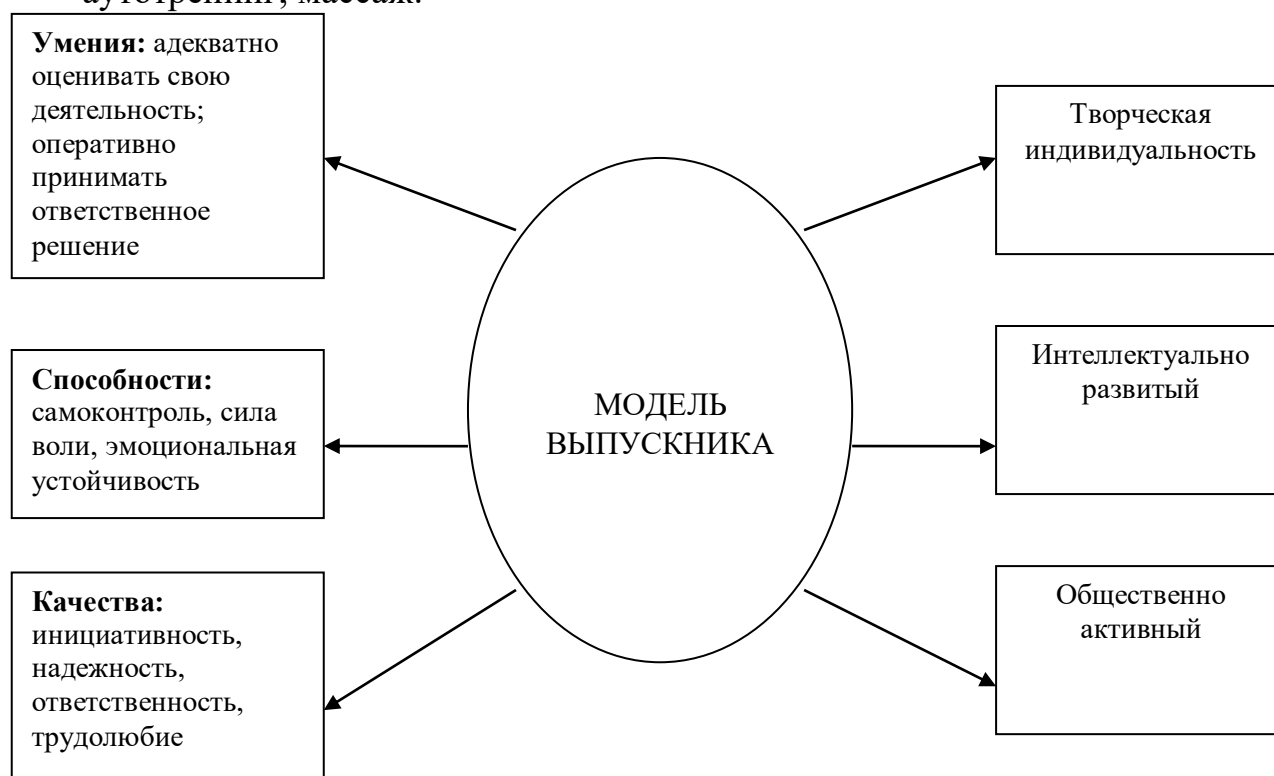 аутотренинг, массаж.
Умения: адекватно
оценивать свою
деятельность;
оперативно
принимать
ответственное
решение
Способности:
самоконтроль, сила
воли, эмоциональная
устойчивость
Качества:
инициативность,
надежность,
ответственность,
трудолюбие
МОДЕЛЬ
ВЫПУСКНИКА
Творческая
индивидуальность
Интеллектуально
развитый
Общественно
активный